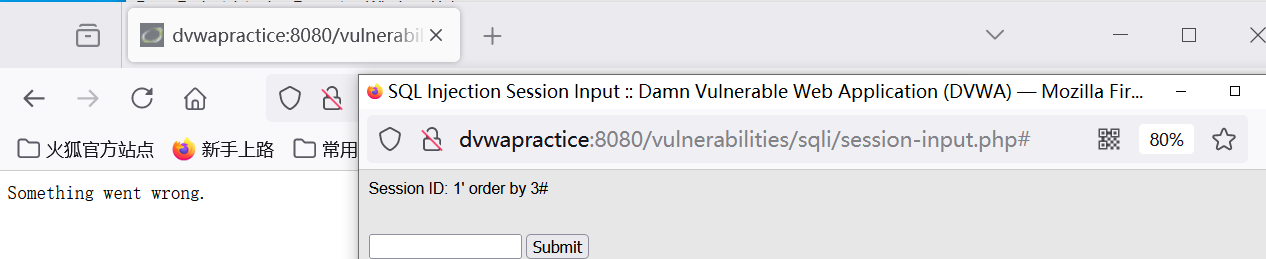 dvwapractice:8080/vulnerabil
SQL Injection Session Input :: Damn Vulnerable Web Application (DVWA) — Mozilla Fir...
dvwapractice:8080/vulnerabilities/sqli/session-input.php#
80%
火狐官方站点
新手上路
常用
Something went wrong.
Session ID: 1' order by 3#
Submit